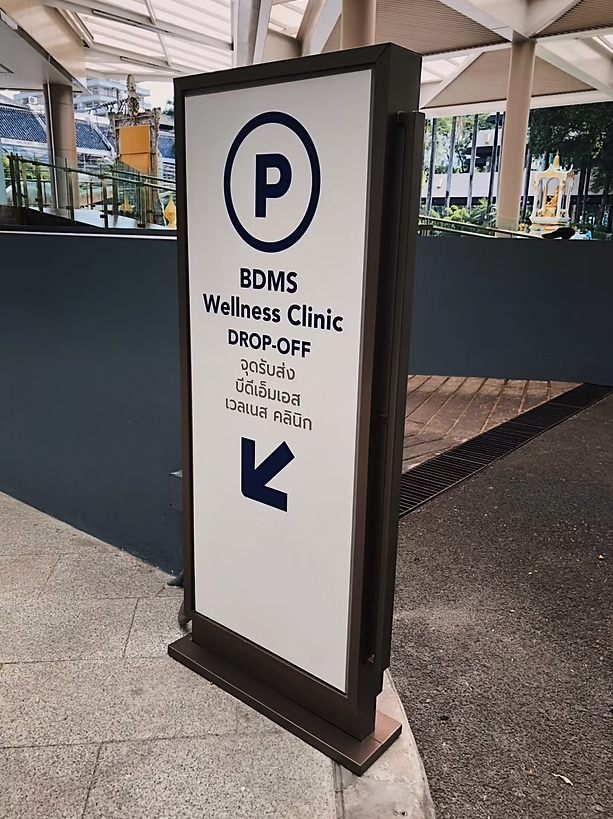 P
BDMS
Wellness Clinic
DROP-OFF
จุดรับส่ง
บีดีเอ็มเอส
เวลเนส คลินิก